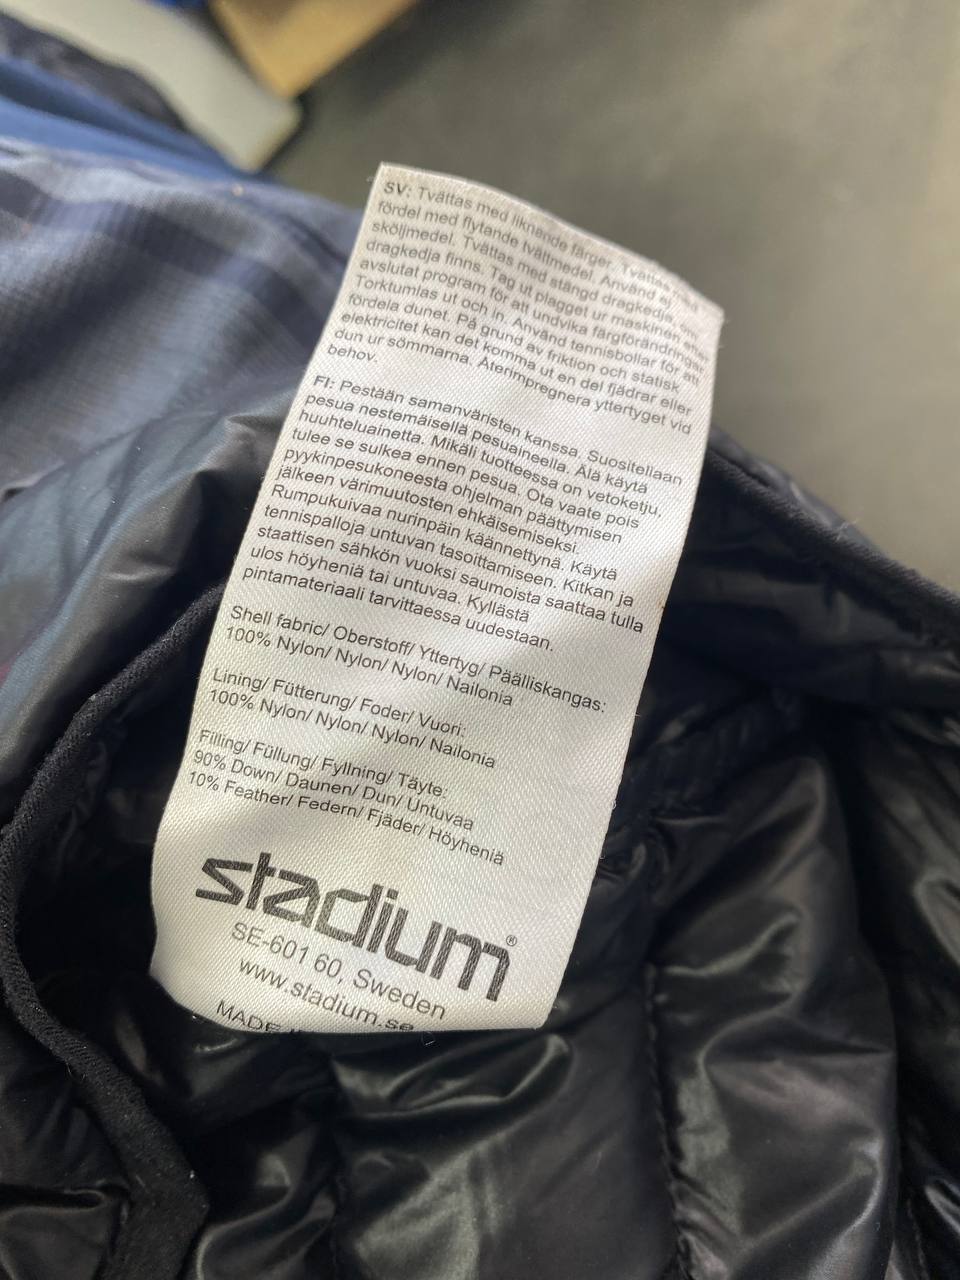 SV: Tvättas med liknande färger. Tvättas med
fördel med flytande tvättmedel. Använd ej
sköljmedel. Tvättas med stängd dragkedja, om
dragkedja finns. Tag ut plagget ur maskinen efter
avslutat program för att undvika färgförändringar.
Torktumlas ut och in. Använd tennisbollar för att
fördela dunet. På grund av friktion och statisk
elektricitet kan det komma ut en del fjädrar eller
dun ur sömmarna. Återimpregnera yttertyget vid
behov.
FI: Pestään samanväristen kanssa. Suositellaan
pesua nestemäisellä pesuaineella. Älä käytä
huuhteluainetta. Mikäli tuotteessa on vetoketju,
tulee se sulkea ennen pesua. Ota vaate pois
pyykinpesukoneesta ohjelman päättymisen
jälkeen värimuutosten ehkäisemiseksi.
Rumpukuivaa nurinpäin käännettynä. Käytä
tennispalloja untuvan tasoittamiseen. Kitkan ja
staattisen sähkön vuoksi saumoista saattaa tulla
ulos höyheniä tai untuvaa. Kyllästä
pintamateriaali tarvittaessa uudestaan.
Shell fabric/ Oberstoff/ Yttertyg/ Päälliskangas:
100% Nylon/ Nylon/ Nylon/ Nailonia
Lining/ Fütterung/ Foder/ Vuori:
100% Nylon/ Nylon/ Nylon/ Nailonia
Filling/ Füllung/ Fyllning/ Täyte:
90% Down/ Daunen/ Dun/ Untuvaa
10% Feather/ Federn/ Fjäder/ Höyheniä
stadium®
SE-601 60, Sweden
www.stadium.se
MADE